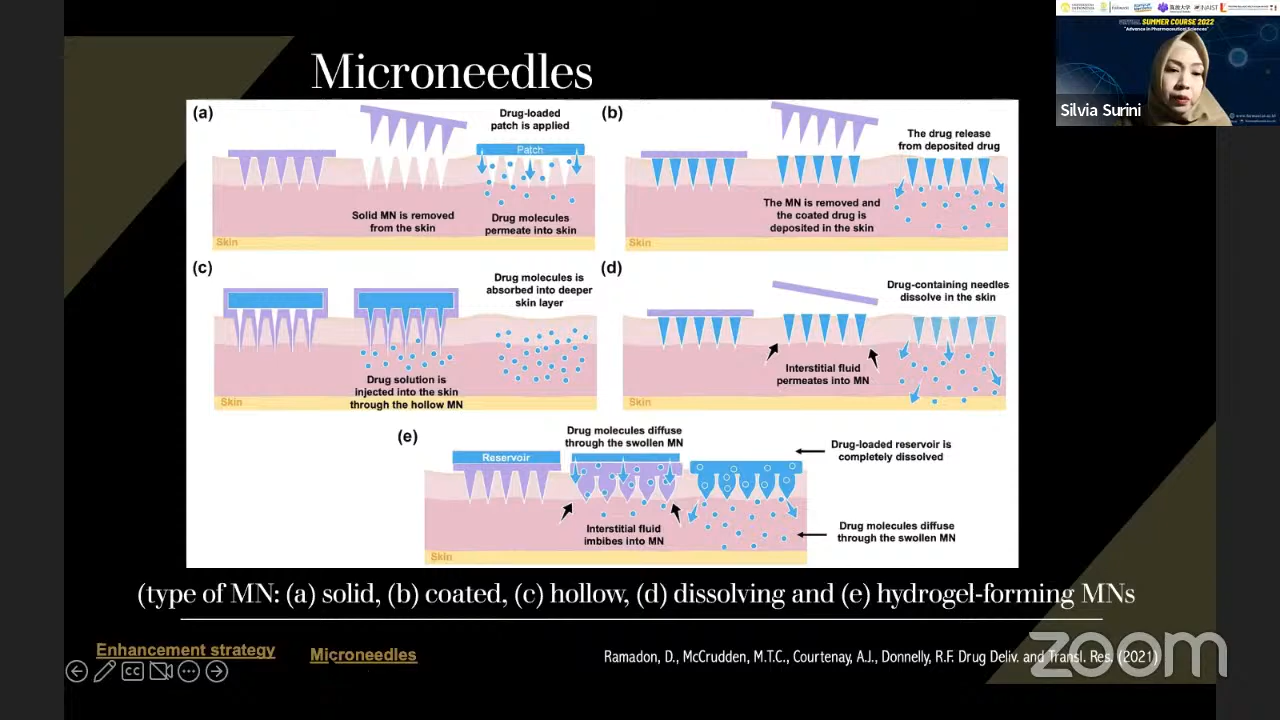 Microneedles
(a)
Drug-loaded
patch is applied
Patch
Solid MN is removed
from the skin
Drug molecules
permeate into skin
Skin
(b)
The drug release
from deposited drug
The MN is removed and
the coated drug is
deposited in the skin
Skin
(c)
Drug molecules is
absorbed into deeper
skin layer
Drug solution is
injected into the skin
through the hollow MN
Skin
(d)
Drug-containing needles
dissolve in the skin
Interstitial fluid
permeates into MN
Skin
(e)
Reservoir
Drug molecules diffuse
through the swollen MN
Drug-loaded reservoir is
completely dissolved
Interstitial fluid
imbibes into MN
Drug molecules diffuse
through the swollen MN
Skin
(type of MN: (a) solid, (b) coated, (c) hollow, (d) dissolving and (e) hydrogel-forming MNs
Enhancement strategy
Microneedles
Ramadon, D., McCrudden, M.T.C., Courtenay, A.J., Donnelly, R.F. Drug Deliv. and Transl. Res. (2021)
CC
zoom
SUMMER COURSE 2022
"Advance in Pharmaceutical Sciences"
Silvia Surini